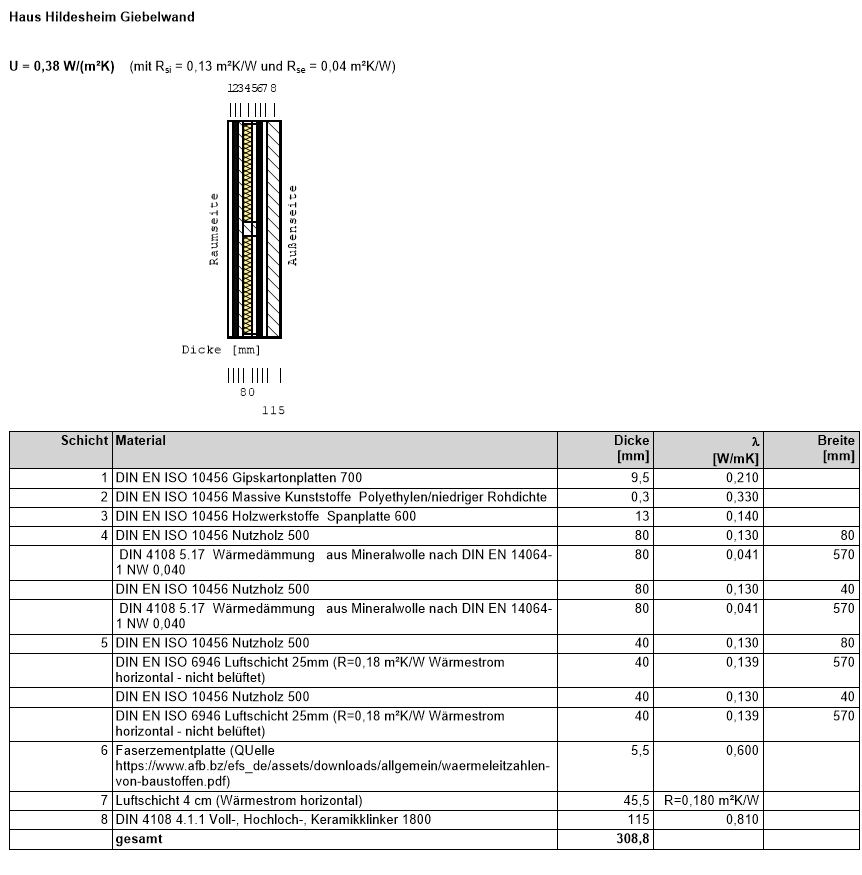 Haus Hildesheim Giebelwand
U = 0,38 W/(m²K) (mit Rsi = 0,13 m²K/W und Rse = 0,04 m²K/W)
12345678
Raumseite
Außenseite
Dicke [mm]
80
115
Schicht Material Dicke [mm] λ [W/mK] Breite [mm]
1 DIN EN ISO 10456 Gipskartonplatten 700 9,5 0,210
2 DIN EN ISO 10456 Massive Kunststoffe Polyethylen/niedriger Rohdichte 0,3 0,330
3 DIN EN ISO 10456 Holzwerkstoffe Spanplatte 600 13 0,140
4 DIN EN ISO 10456 Nutzholz 500 80 0,130 80
DIN 4108 5.17 Wärmedämmung aus Mineralwolle nach DIN EN 14064- 80 0,041 570
1 NW 0,040
DIN EN ISO 10456 Nutzholz 500 80 0,130 40
DIN 4108 5.17 Wärmedämmung aus Mineralwolle nach DIN EN 14064- 80 0,041 570
1 NW 0,040
5 DIN EN ISO 10456 Nutzholz 500 40 0,130 80
DIN EN ISO 6946 Luftschicht 25mm (R=0,18 m²K/W Wärmestrom 40 0,139 570
horizontal - nicht belüftet)
DIN EN ISO 10456 Nutzholz 500 40 0,130 40
DIN EN ISO 6946 Luftschicht 25mm (R=0,18 m²K/W Wärmestrom 40 0,139 570
horizontal - nicht belüftet)
6 Faserzementplatte (QUelle 5,5 0,600
https://www.afb.bz/efs_de/assets/downloads/allgemein/waermeleitzahlen-
von-baustoffen.pdf)
7 Luftschicht 4 cm (Wärmestrom horizontal) 45,5 R=0,180 m²K/W
8 DIN 4108 4.1.1 Voll-, Hochloch-, Keramikklinker 1800 115 0,810
gesamt 308,8